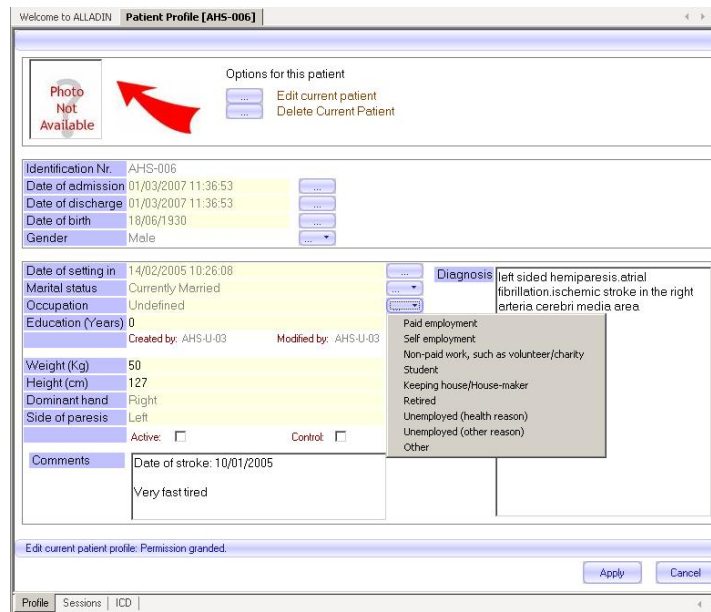 Welcome to ALLADIN Patient Profile [AHS-006]
Photo
Not
Available
Options for this patient
... Edit current patient
... Delete Current Patient
Identification Nr. AHS-006
Date of admission 01/03/2007 11:36:53 ...
Date of discharge 01/03/2007 11:36:53 ...
Date of birth 18/06/1930 ...
Gender Male ...
Date of setting in 14/02/2005 10:26:08 ...
Marital status Currently Married ...
Occupation Undefined ...
Education (Years) 0
Created by: AHS-U-03 Modified by: AHS-U-03
Diagnosis left sided hemiparesis.atrial
fibrillation.ischemic stroke in the right
arteria cerebri media area
Paid employment
Self employment
Non-paid work, such as volunteer/charity
Student
Keeping house/House-maker
Retired
Unemployed (health reason)
Unemployed (other reason)
Other
Weight (Kg) 50
Height (cm) 127
Dominant hand Right
Side of paresis Left
Active: Control:
Comments Date of stroke: 10/01/2005
Very fast tired
Edit current patient profile: Permission granded.
Apply Cancel
Profile Sessions ICD